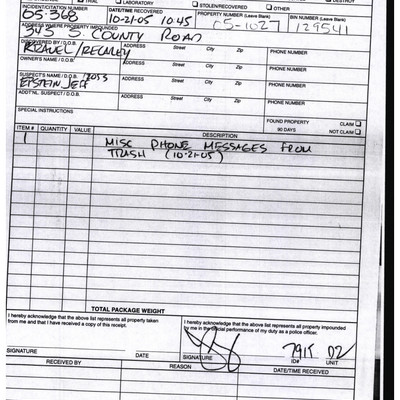 TRIAL LABORATORY STOLEN/RECOVERED OTHER
INCIDENT/CITATION NUMBER DATE/TIME RECOVERED PROPERTY NUMBER (Leave Blank) BIN NUMBER (Leave Blank)
05-368 10-21-05 1045 05-1027 129541
ADDRESS WHERE PROPERTY IMPOUNDED
S COUNTY ROAD
DISCOVERED BY/D.O.B. ADDRESS Street City Zip PHONE NUMBER
OWNER'S NAME/D.O.B. ADDRESS Street City Zip PHONE NUMBER
SUSPECT'S NAME/D.O.B. ADDRESS Street City Zip PHONE NUMBER
EPSTEIN JEFF
ADDT'NL. SUSPECT/D.O.B. ADDRESS Street City Zip PHONE NUMBER
SPECIAL INSTRUCTIONS FOUND PROPERTY CLAIM
90 DAYS NOT CLAIM
ITEM # QUANTITY VALUE DESCRIPTION
1 MISC PHONE MESSAGES FROM
TRASH (10-21-05)
TOTAL PACKAGE WEIGHT
I hereby acknowledge that the above list represents all property taken from me and that I have received a copy of this receipt.
I hereby acknowledge that the above list represents all property impounded by me in the official performance of my duty as a police officer.
02
SIGNATURE DATE SIGNATURE ID# UNIT
RECEIVED BY REASON DATE/TIME RECEIVED